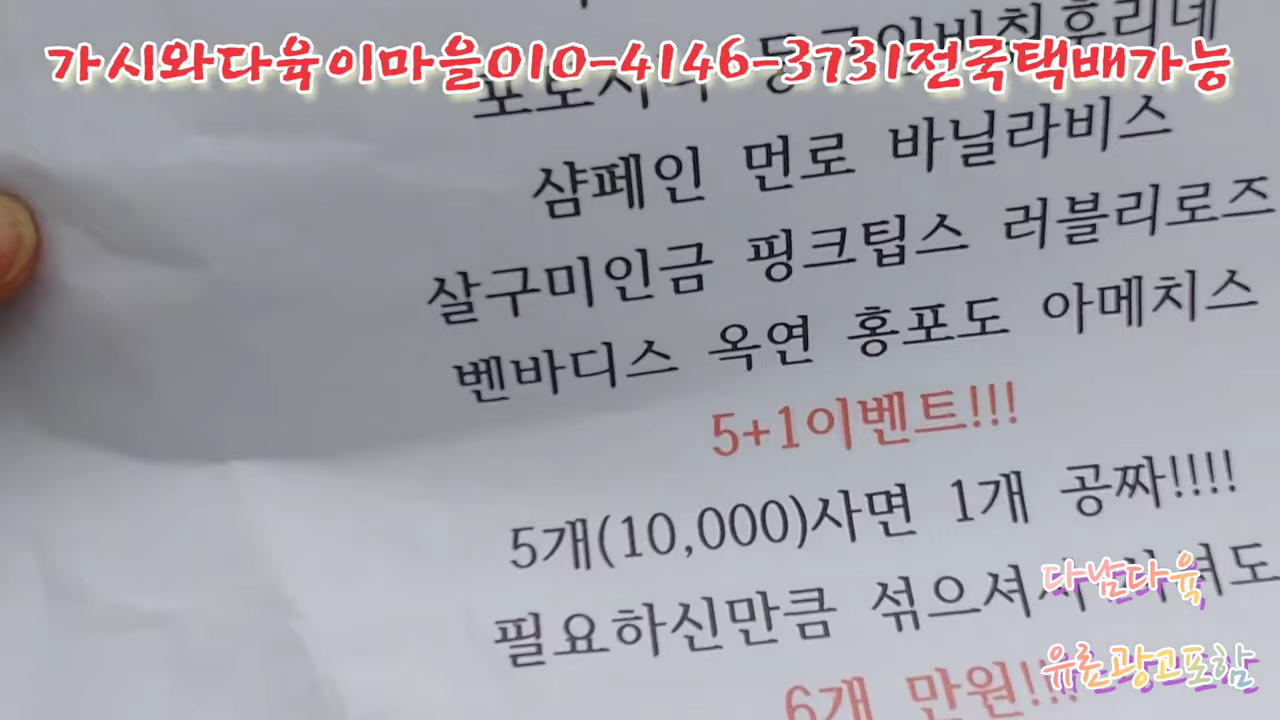 가시와다육이마을010-4146-3731전국택배가능
샴페인 먼로 바닐라비스
살구미인금 핑크팁스 러블리로즈
벤바디스 옥연 홍포도 아메치스
5+1이벤트!!!
5개(10,000)사면 1개 공짜!!!!
필요하신만큼 섞으셔서
6개 만원!!!
다남다육
유료광고포함